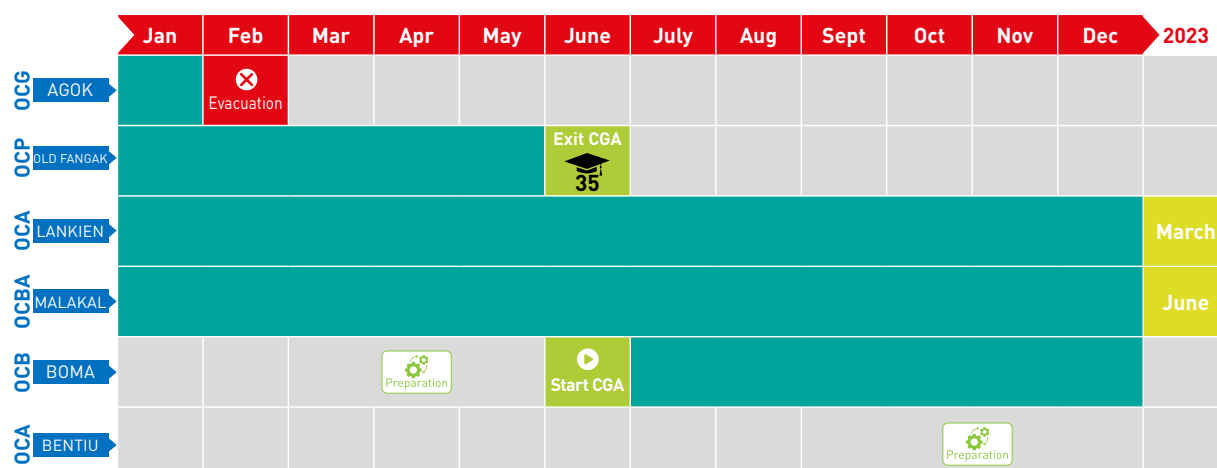 Jan Feb Mar Apr May June July Aug Sept Oct Nov Dec 2023
OCG AGOK Evacuation
OCP OLD FANGAK Exit CGA
35
OCA LANKIEN March
OCBA MALAKAL June
OCB BOMA Preparation Start CGA
OCA BENTIU Preparation